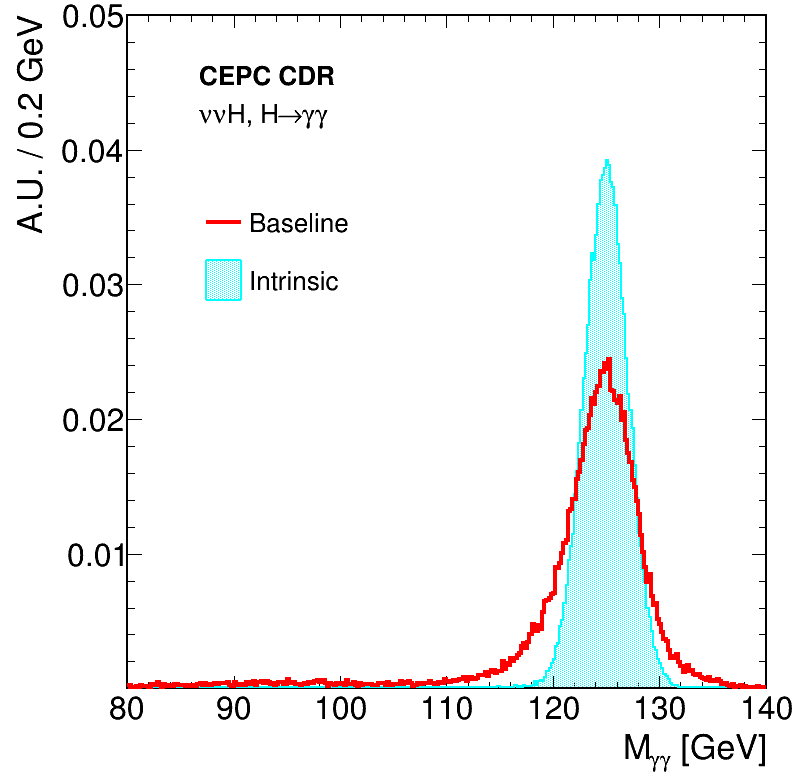 A.U. / 0.2 GeV
0.05
0.04
0.03
0.02
0.01
CEPC CDR
ννH, H→γγ
Baseline
Intrinsic
80 90 100 110 120 130 140
Mγγ [GeV]